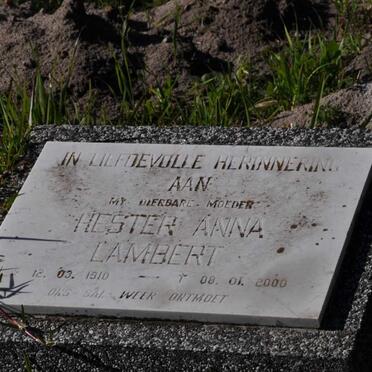 IN LIEFDEVOLLE HERINNERING
AAN
MY DIERBARE MOEDER
HESTER ANNA
LAMBERT
12. 03. 1910 — † 08. 01. 2000
ONS SAL WEER ONTMOET